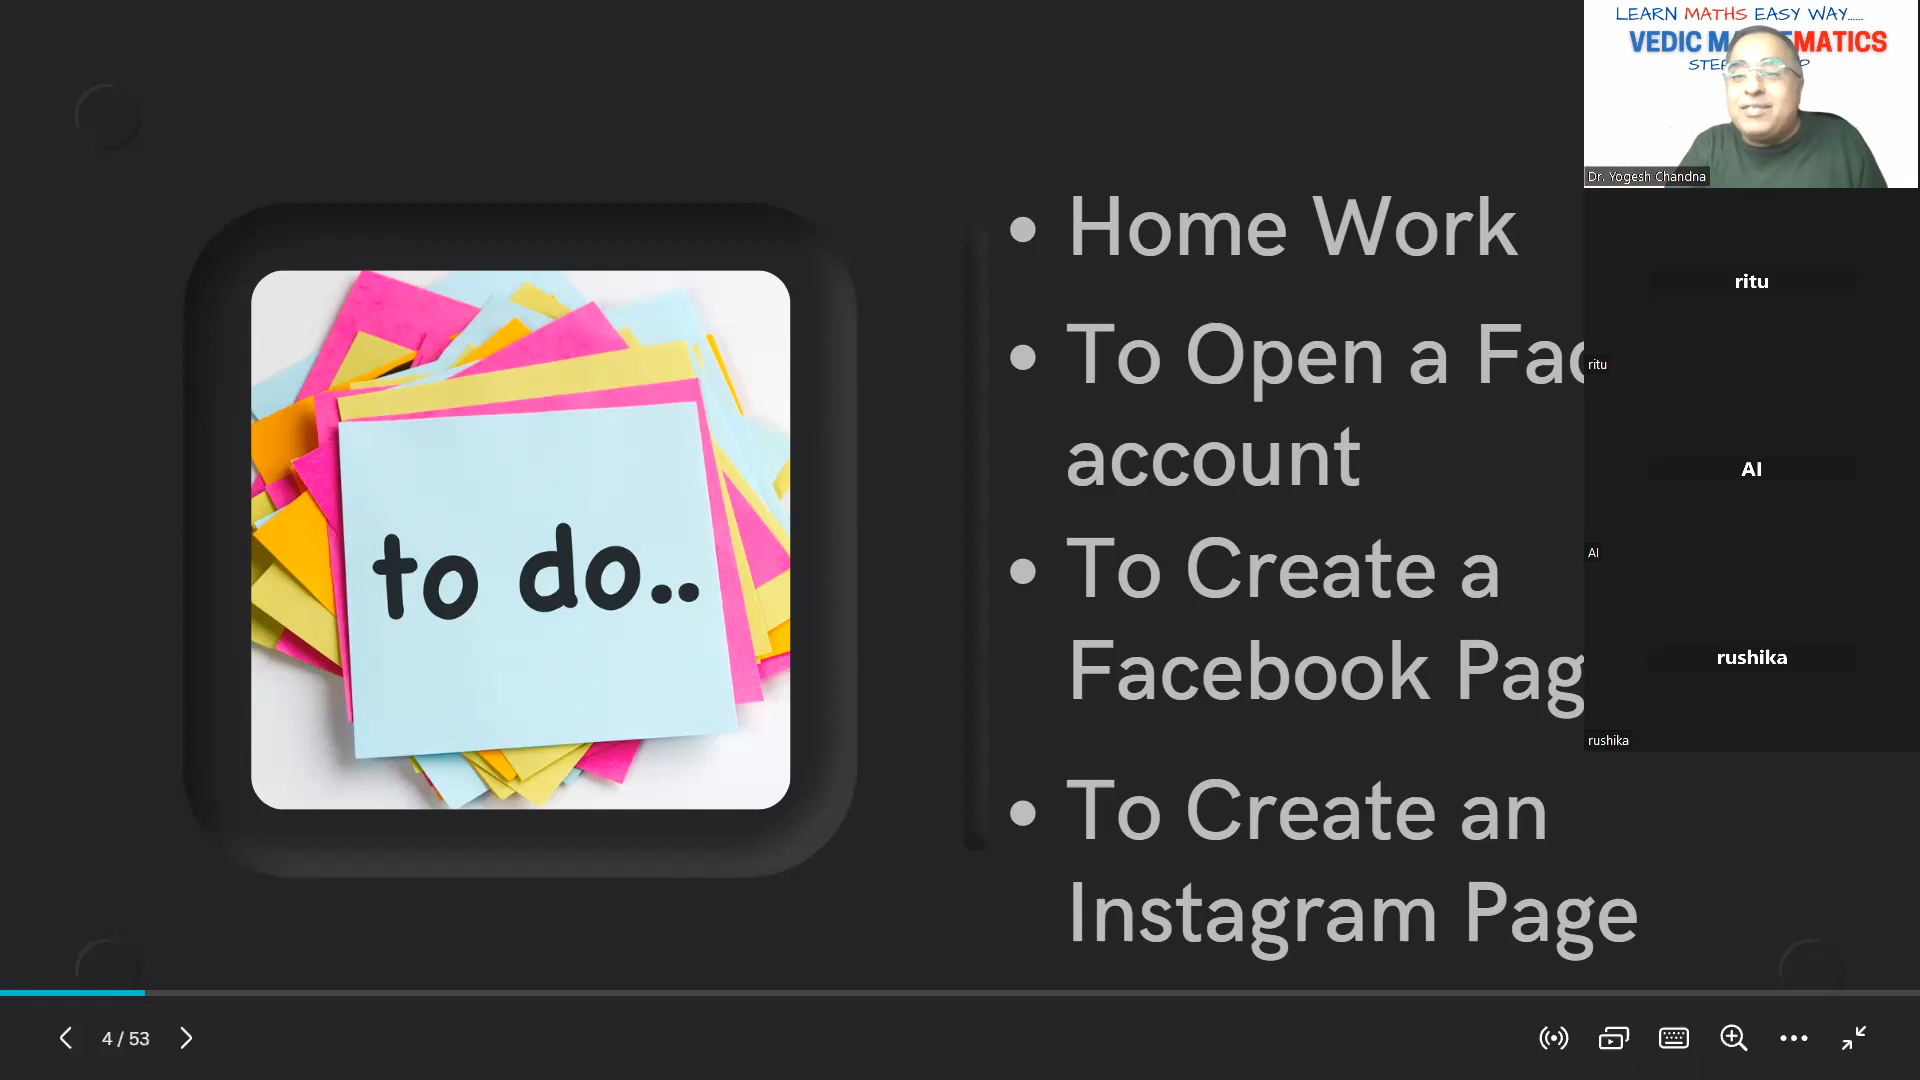 LEARN MATHS EASY WAY......
VEDIC MATICS
STEP
Dr. Yogesh Chandna
to do..
• Home Work
• To Open a Fac
account
• To Create a
Facebook Pag
• To Create an
Instagram Page
ritu
ritu
AI
AI
rushika
rushika
4 / 53